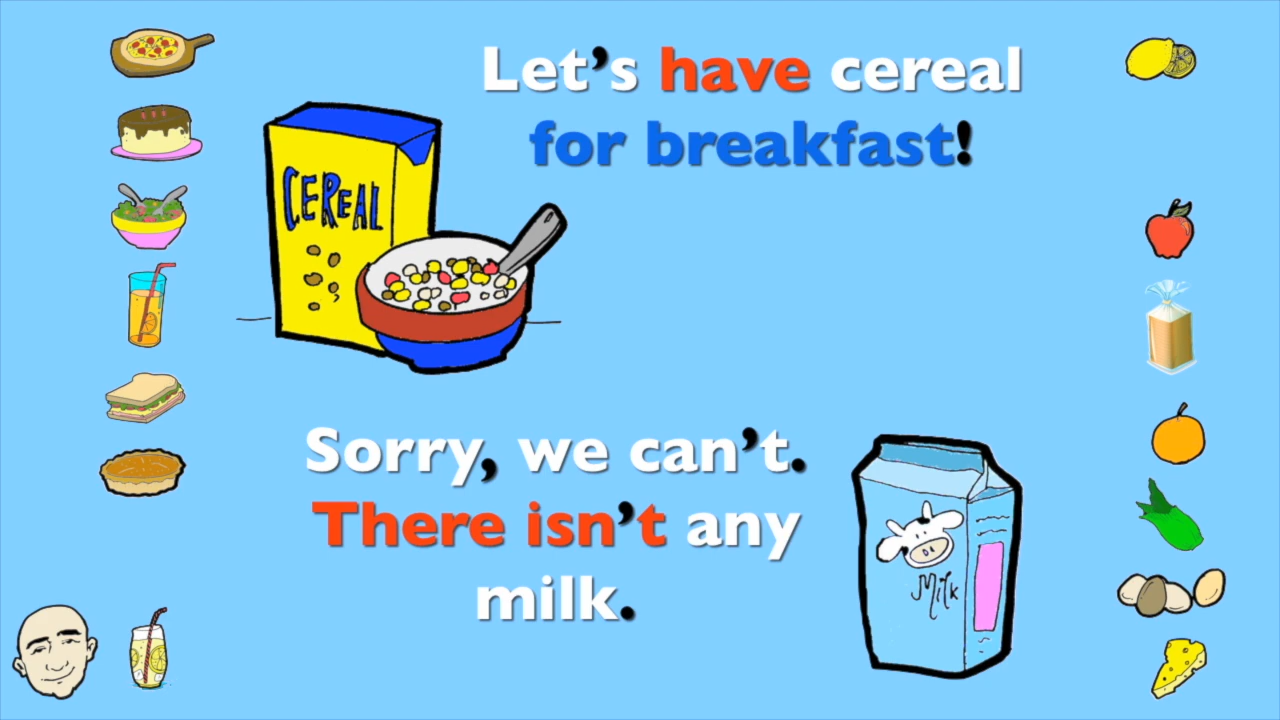 Let's have cereal
for breakfast!
CEREAL
Sorry, we can't.
There isn't any
milk.
Milk